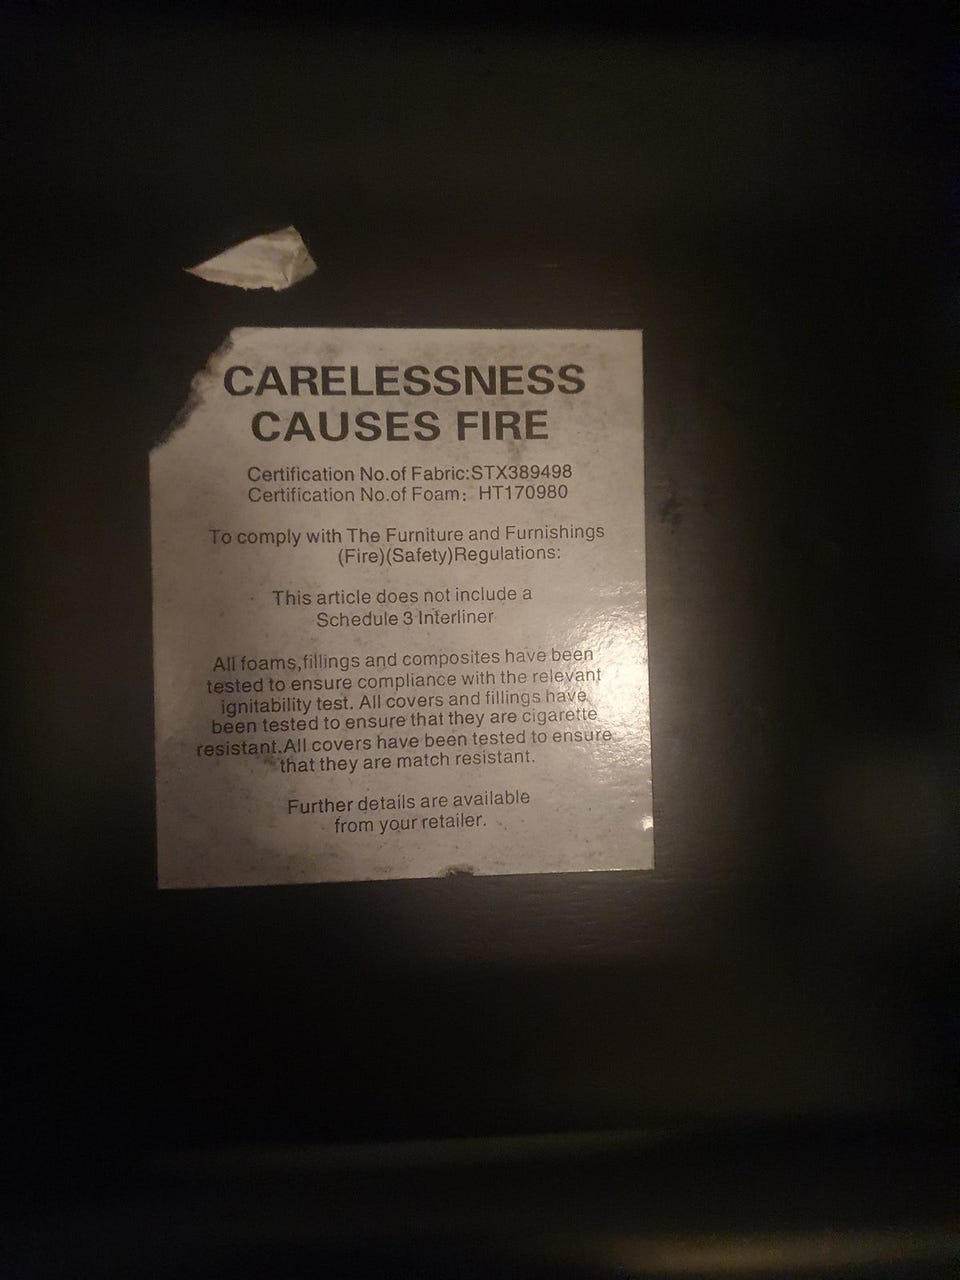 CARELESSNESS
CAUSES FIRE
Certification No.of Fabric:STX389498
Certification No.of Foam: HT170980
To comply with The Furniture and Furnishings
(Fire)(Safety)Regulations:
This article does not include a
Schedule 3 Interliner
All foams,fillings and composites have been
tested to ensure compliance with the relevant
ignitability test. All covers and fillings have
been tested to ensure that they are cigarette
resistant.All covers have been tested to ensure
that they are match resistant.
Further details are available
from your retailer.